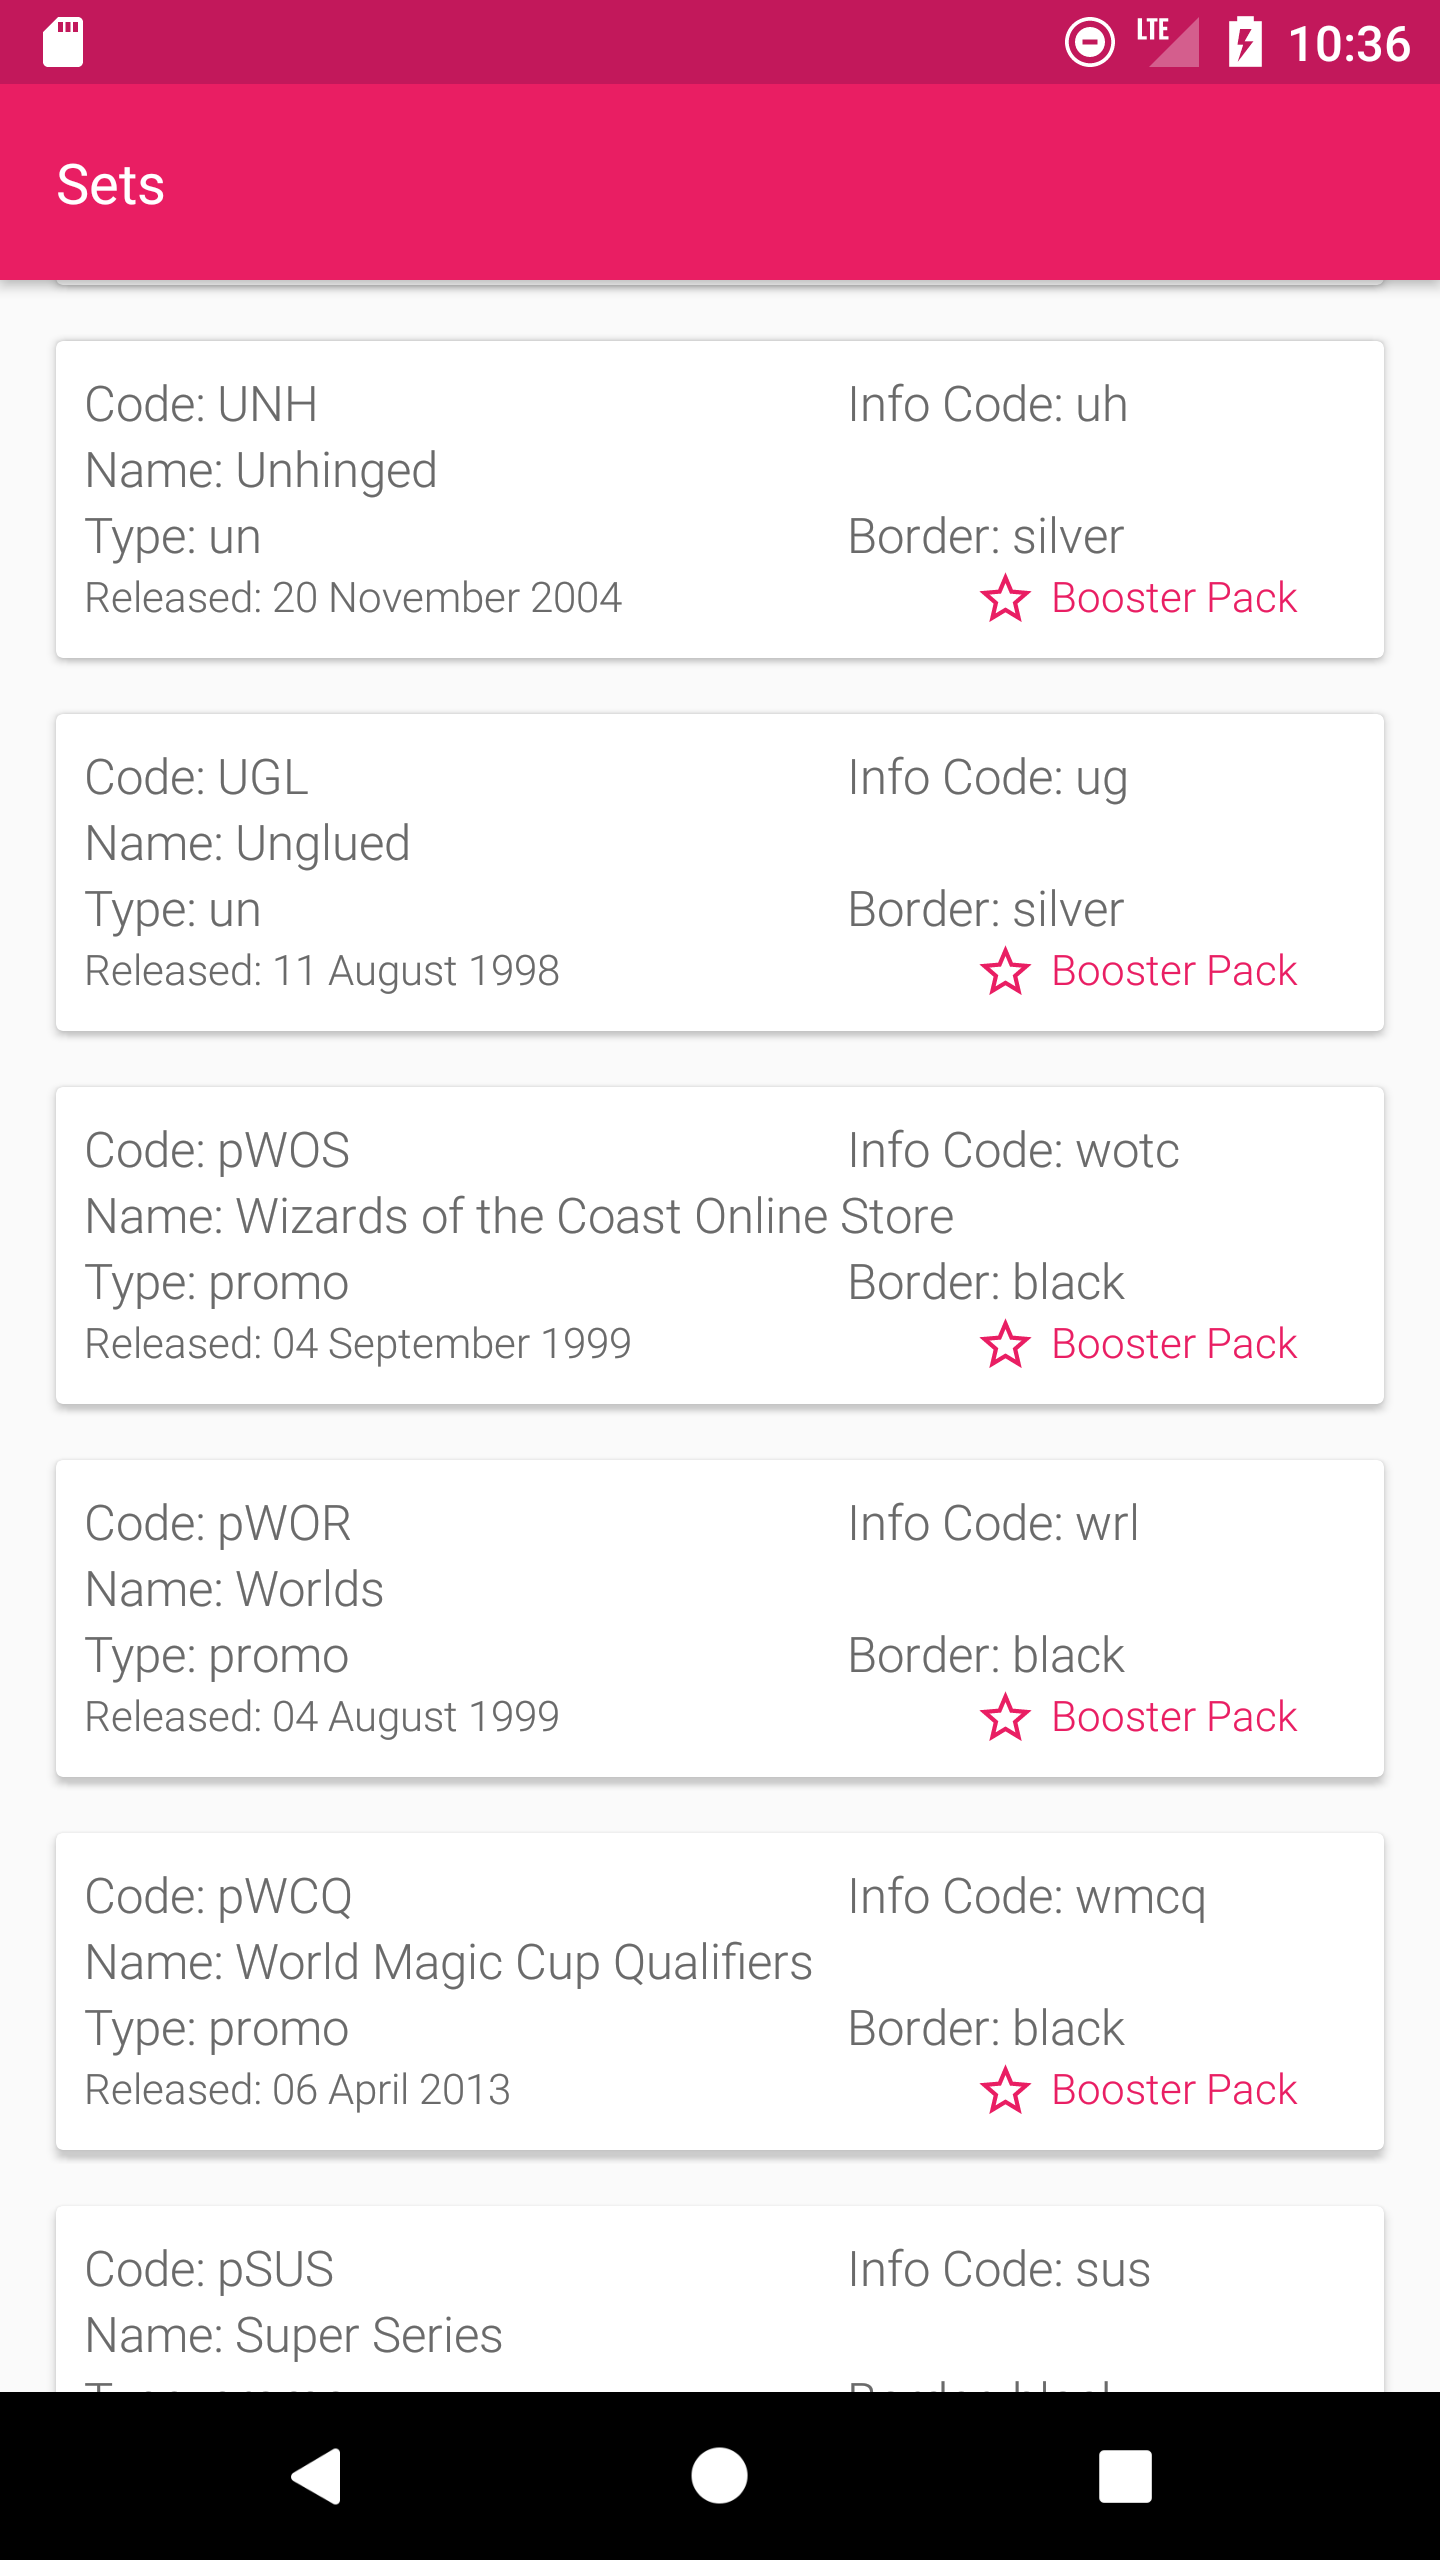 LTE 10:36
Sets
Code: UNH Info Code: uh
Name: Unhinged
Type: un Border: silver
Released: 20 November 2004 Booster Pack
Code: UGL Info Code: ug
Name: Unglued
Type: un Border: silver
Released: 11 August 1998 Booster Pack
Code: pWOS Info Code: wotc
Name: Wizards of the Coast Online Store
Type: promo Border: black
Released: 04 September 1999 Booster Pack
Code: pWOR Info Code: wrl
Name: Worlds
Type: promo Border: black
Released: 04 August 1999 Booster Pack
Code: pWCQ Info Code: wmcq
Name: World Magic Cup Qualifiers
Type: promo Border: black
Released: 06 April 2013 Booster Pack
Code: pSUS Info Code: sus
Name: Super Series